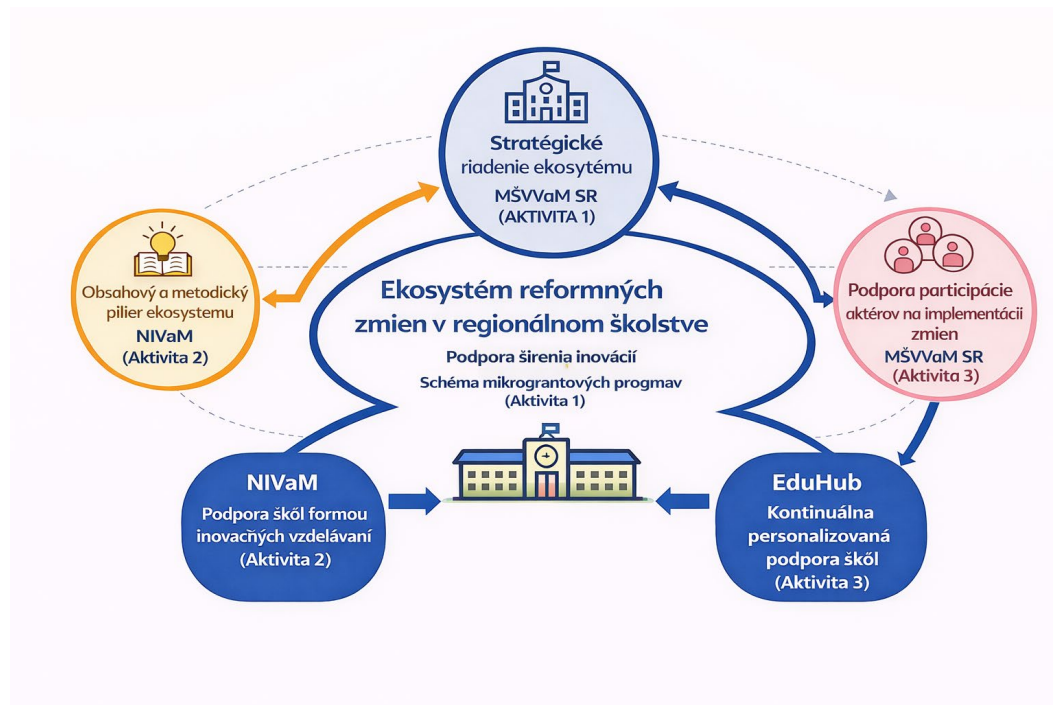 Stratégické
riadenie ekosytému
MŠVVaM SR
(AKTIVITA 1)
Obsahový a metodický
pilier ekosystemu
NIVaM
(Aktivita 2)
Ekosystém reformných
zmien v regionálnom školstve
Podpora širenia inovácií
Schéma mikrograntových progmav
(Aktivita 1)
Podpora participácie
aktérov na implementácii
zmien
MŠVVaM SR
(Aktivita 3)
NIVaM
Podpora škôl formou
inovačňých vzdelávaní
(Aktivita 2)
EduHub
Kontinuálna
personalizovaná
podpora škôl
(Aktivita 3)